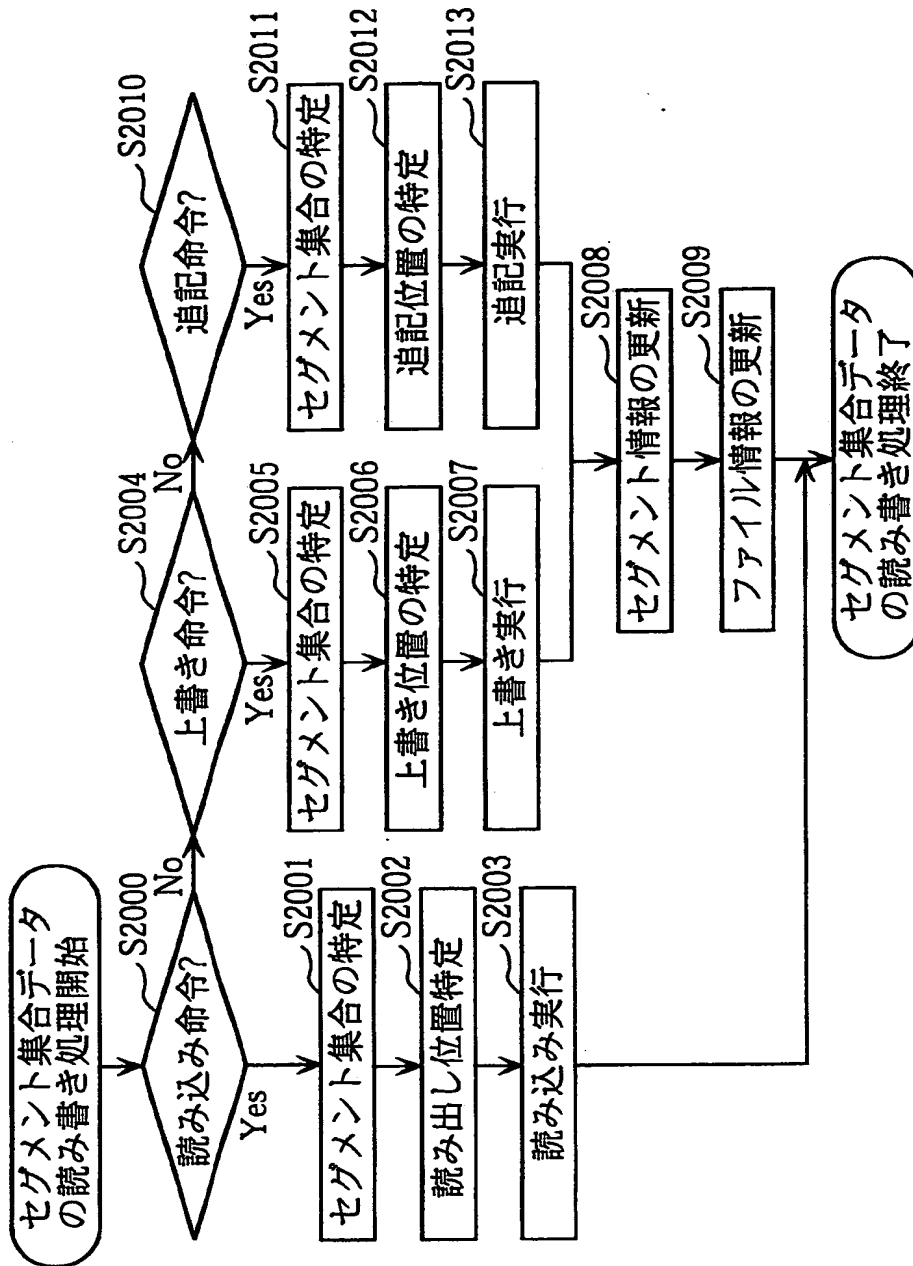 セグメント集合データ
の読み書き処理開始
S2000
読み込み命令?
No
Yes
S2001
セグメント集合の特定
S2002
読み出し位置特定
S2003
読み込み実行
S2004
上書き命令?
No
Yes
S2005
セグメント集合の特定
S2006
上書き位置の特定
S2007
上書き実行
S2010
追記命令?
Yes
S2011
セグメント集合の特定
S2012
追記位置の特定
S2013
追記実行
S2008
セグメント情報の更新
S2009
ファイル情報の更新
セグメント集合データ
の読み書き処理終了